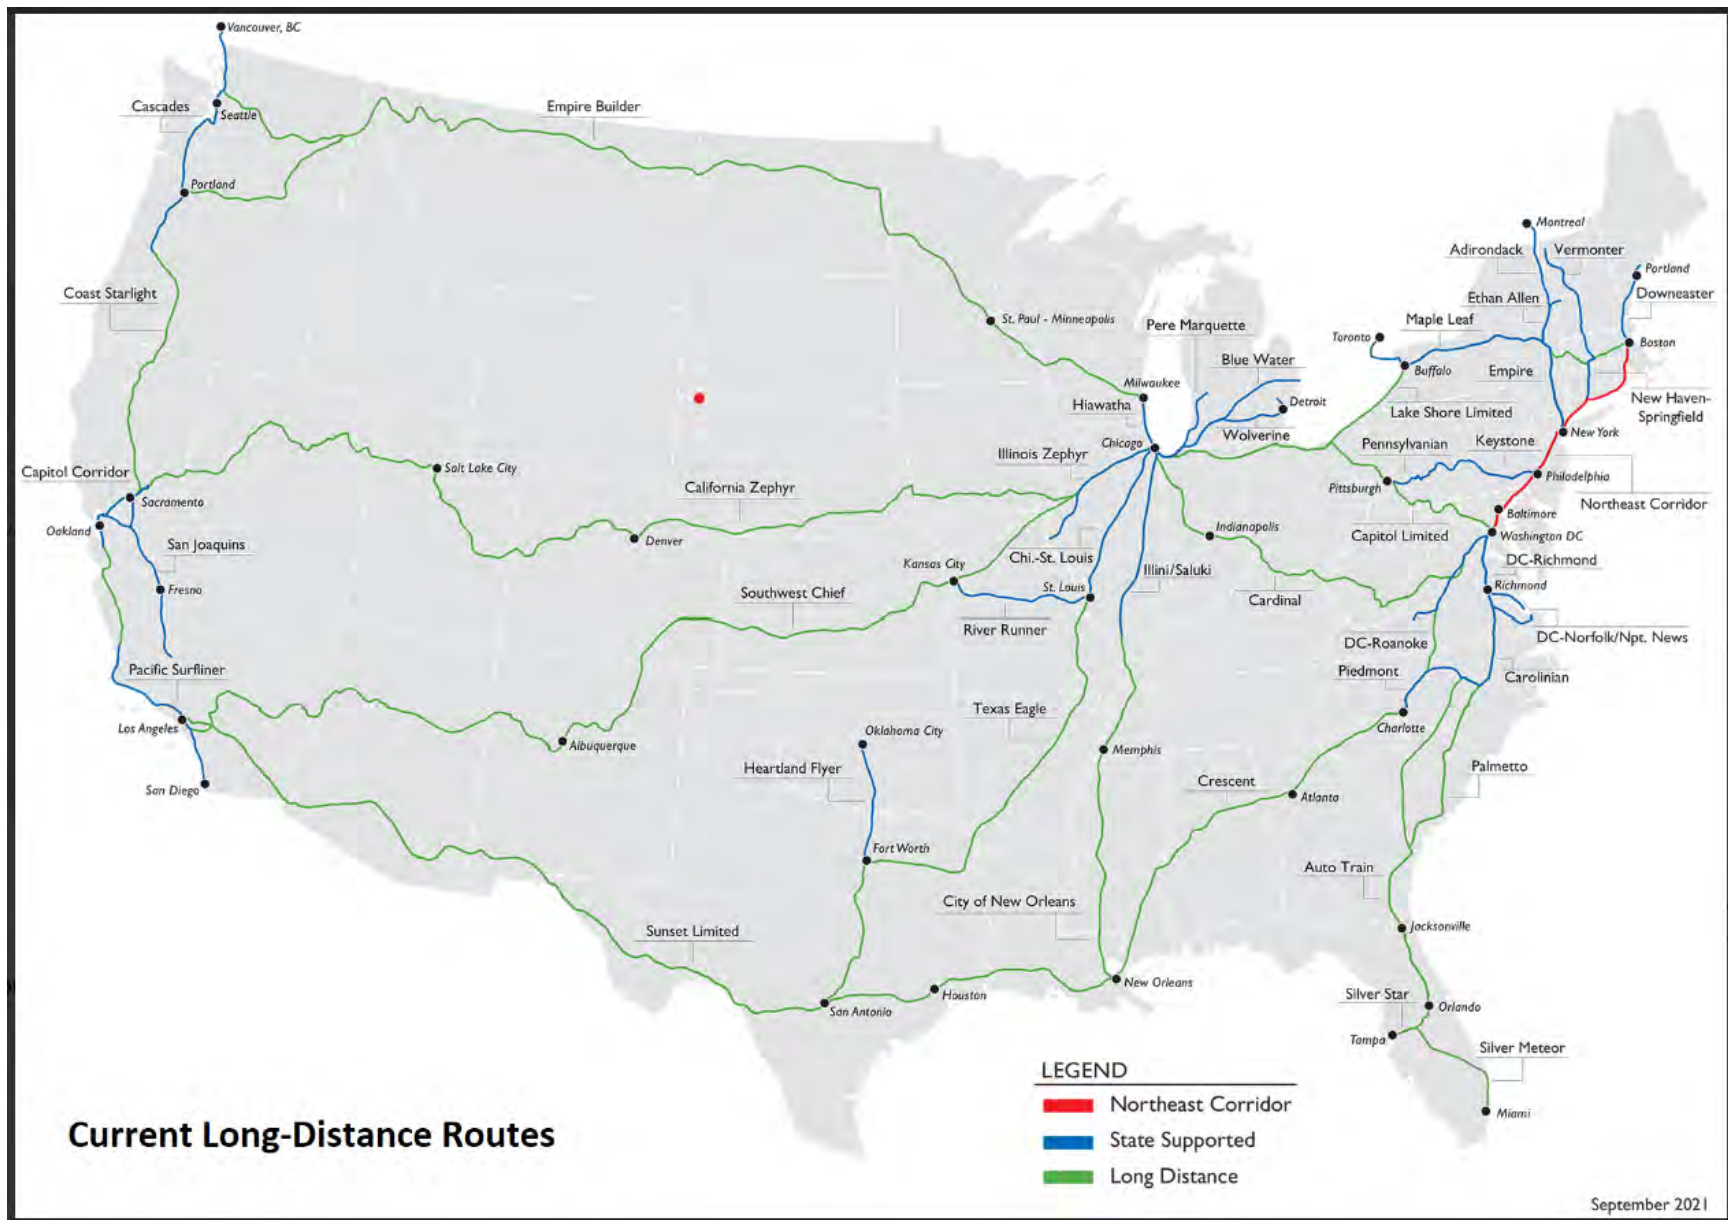 Vancouver, BC
Cascades
Seattle
Empire Builder
Portland
Coast Starlight
St. Paul - Minneapolis
Pere Marquette
Blue Water
Milwaukee
Hiawatha
Detroit
Wolverine
Chicago
Illinois Zephyr
Montreal
Adirondack
Vermonter
Portland
Downeaster
Ethan Allen
Maple Leaf
Toronto
Boston
Buffalo
Empire
New Haven-
Springfield
Lake Shore Limited
New York
Pennsylvanian
Keystone
Philadelphia
Pittsburgh
Northeast Corridor
Baltimore
Capitol Limited
Washington DC
DC-Richmond
Richmond
DC-Norfolk/Npt. News
Capitol Corridor
Sacramento
Oakland
Salt Lake City
California Zephyr
Denver
San Joaquins
Fresno
Kansas City
Chi.-St. Louis
St. Louis
Illini/Saluki
Indianapolis
Cardinal
Southwest Chief
River Runner
DC-Roanoke
Piedmont
Carolinian
Pacific Surfliner
Los Angeles
San Diego
Albuquerque
Oklahoma City
Heartland Flyer
Texas Eagle
Memphis
Charlotte
Crescent
Atlanta
Palmetto
Fort Worth
Auto Train
City of New Orleans
Sunset Limited
Jacksonville
San Antonio
Houston
New Orleans
Silver Star
Orlando
Tampa
Silver Meteor
Miami
LEGEND
Northeast Corridor
State Supported
Long Distance
Current Long-Distance Routes
September 2021